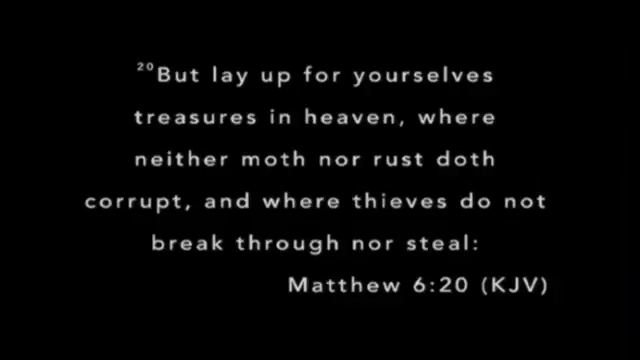 ²⁰But lay up for yourselves
treasures in heaven, where
neither moth nor rust doth
corrupt, and where thieves do not
break through nor steal:
Matthew 6:20 (KJV)